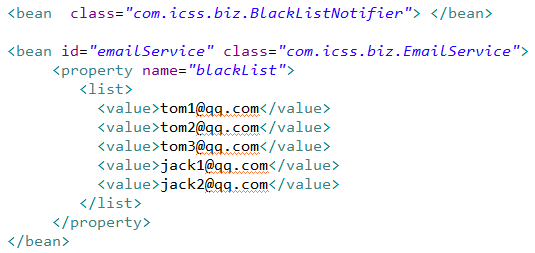 <bean  class="com.icss.biz.BlackListNotifier"> </bean>
<bean id="emailService" class="com.icss.biz.EmailService">
<property name="blackList">
<list>
<value>tom1@qq.com</value>
<value>tom2@qq.com</value>
<value>tom3@qq.com</value>
<value>jack1@qq.com</value>
<value>jack2@qq.com</value>
</list>
</property>
</bean>